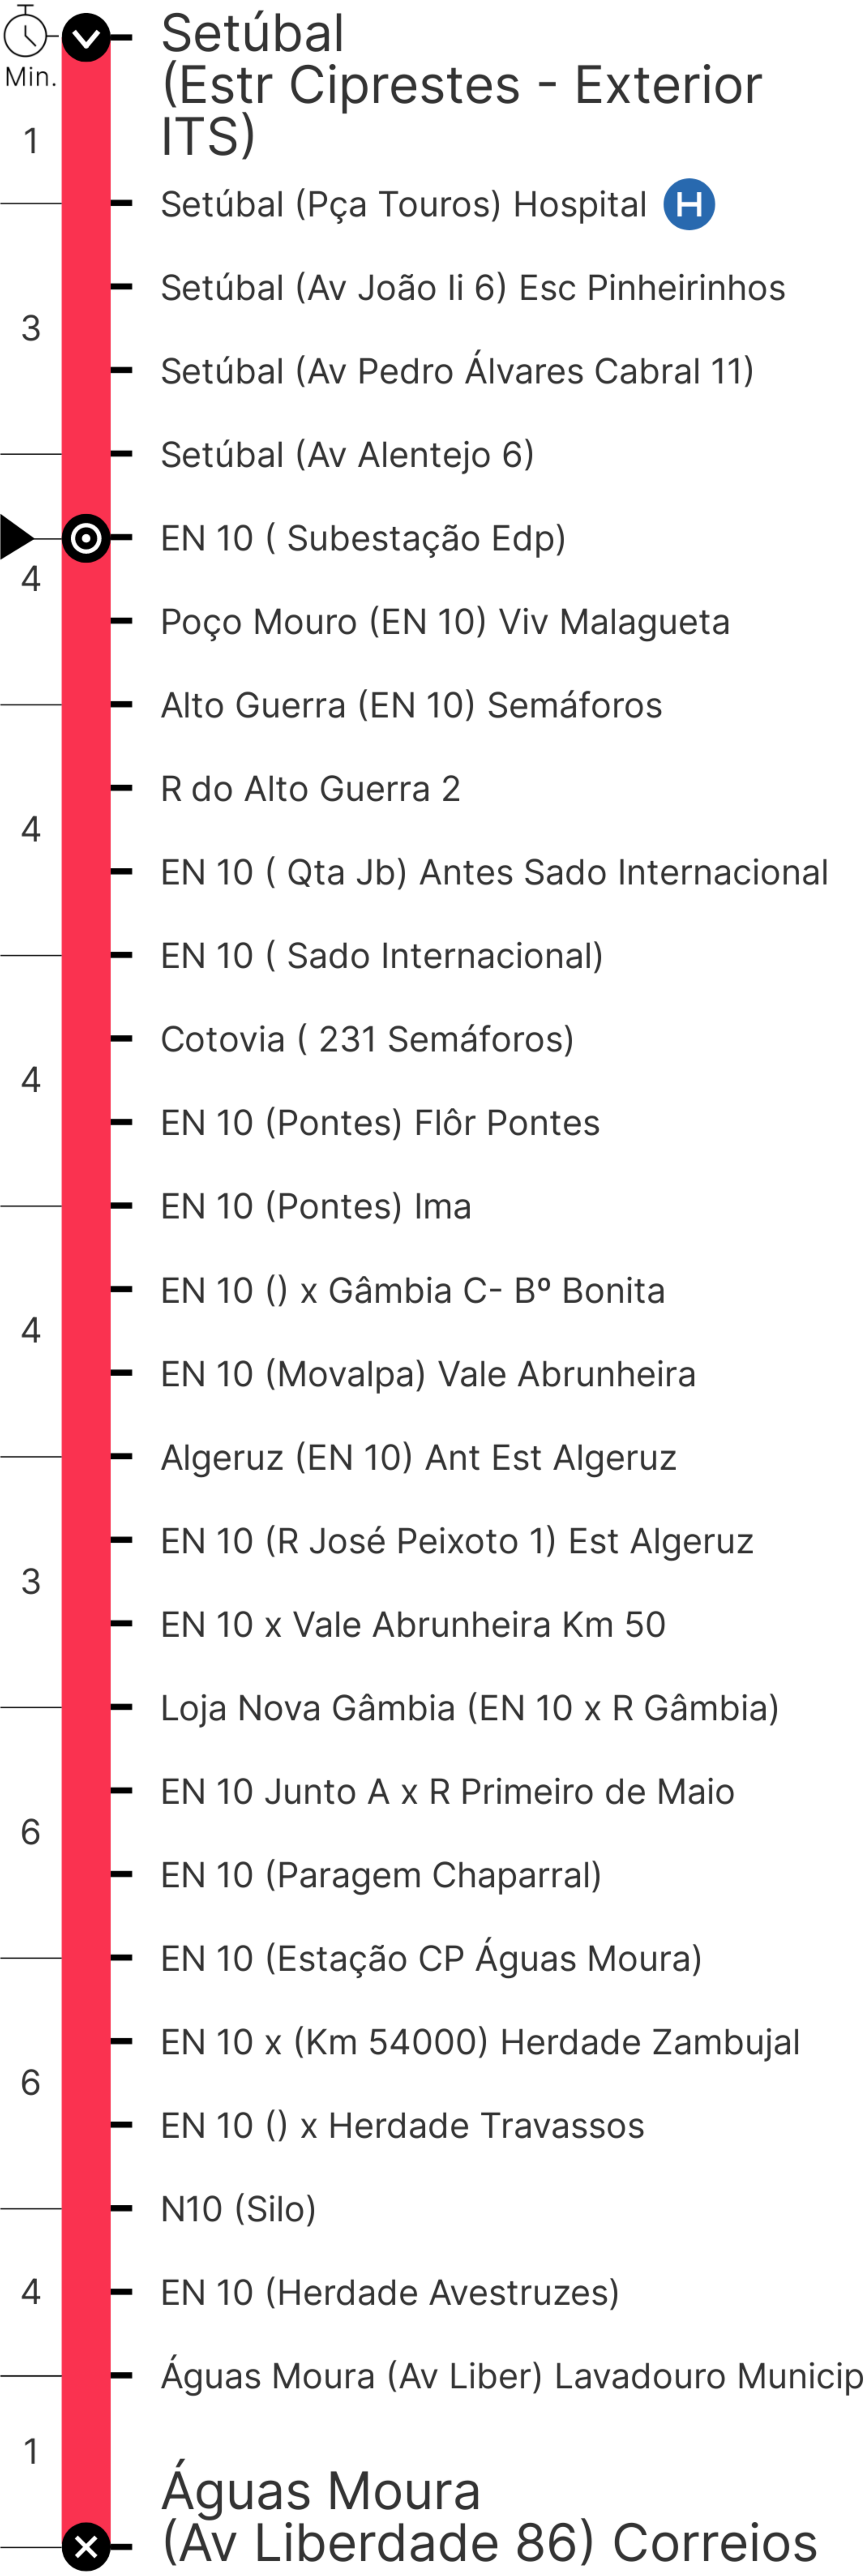 Min.
Setúbal
(Estr Ciprestes - Exterior
ITS)
1
Setúbal (Pça Touros) Hospital H
Setúbal (Av João Ii 6) Esc Pinheirinhos
3
Setúbal (Av Pedro Álvares Cabral 11)
Setúbal (Av Alentejo 6)
EN 10 ( Subestação Edp)
4
Poço Mouro (EN 10) Viv Malagueta
Alto Guerra (EN 10) Semáforos
R do Alto Guerra 2
4
EN 10 ( Qta Jb) Antes Sado Internacional
EN 10 ( Sado Internacional)
Cotovia ( 231 Semáforos)
4
EN 10 (Pontes) Flôr Pontes
EN 10 (Pontes) Ima
EN 10 () x Gâmbia C- Bº Bonita
4
EN 10 (Movalpa) Vale Abrunheira
Algeruz (EN 10) Ant Est Algeruz
EN 10 (R José Peixoto 1) Est Algeruz
3
EN 10 x Vale Abrunheira Km 50
Loja Nova Gâmbia (EN 10 x R Gâmbia)
EN 10 Junto A x R Primeiro de Maio
6
EN 10 (Paragem Chaparral)
EN 10 (Estação CP Águas Moura)
EN 10 x (Km 54000) Herdade Zambujal
6
EN 10 () x Herdade Travassos
N10 (Silo)
4
EN 10 (Herdade Avestruzes)
Águas Moura (Av Liber) Lavadouro Municip
1
Águas Moura
(Av Liberdade 86) Correios